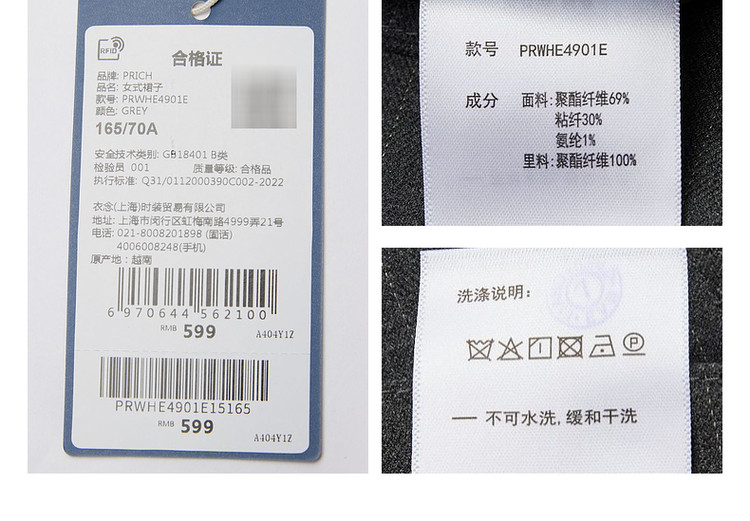 RFID
合格证
品牌: PRICH
品名: 女式裙子
款号: PRWHE4901E
颜色: GREY
165/70A
安全技术类别: GB18401 B类
检验员 001 质量等级: 合格品
执行标准: Q31/0112000390C002-2022
衣念(上海)时装贸易有限公司
地址: 上海市闵行区虹梅南路4999弄21号
电话: 021-8008201898 (固话)
4006008248(手机)
原产地: 越南
6 970644 562100
RMB 599 A404Y1Z
PRWHE4901E15165
RMB 599 A404Y1Z
款号 PRWHE4901E
成分 面料:聚酯纤维69%
粘纤30%
氨纶1%
里料:聚酯纤维100%
洗涤说明:
P
— 不可水洗,缓和干洗